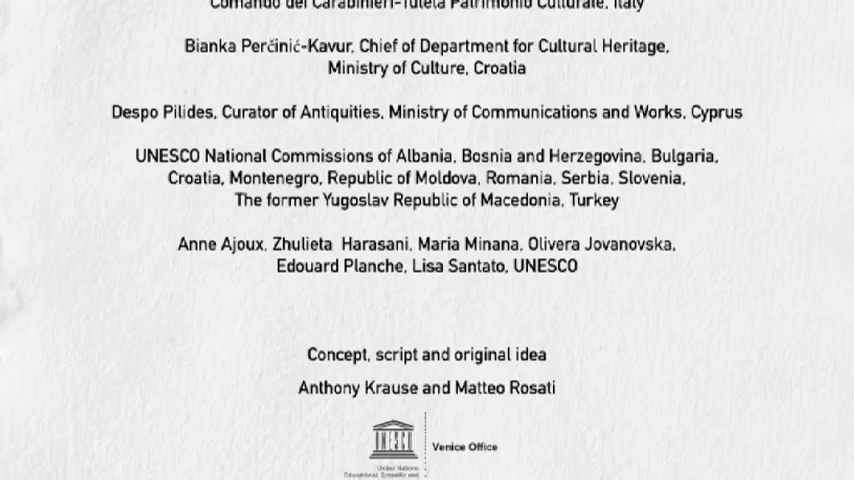 Comando dei Carabinieri-Tutela Patrimonio Culturale, Italy
Bianka Perčinić-Kavur, Chief of Department for Cultural Heritage,
Ministry of Culture, Croatia
Despo Pilides, Curator of Antiquities, Ministry of Communications and Works, Cyprus
UNESCO National Commissions of Albania, Bosnia and Herzegovina, Bulgaria,
Croatia, Montenegro, Republic of Moldova, Romania, Serbia, Slovenia,
The former Yugoslav Republic of Macedonia, Turkey
Anne Ajoux, Zhulieta Harasani, Maria Minana, Olivera Jovanovska,
Edouard Planche, Lisa Santato, UNESCO
Concept, script and original idea
Anthony Krause and Matteo Rosati
UNESCO
Venice Office
United Nations
Educational, Scientific and